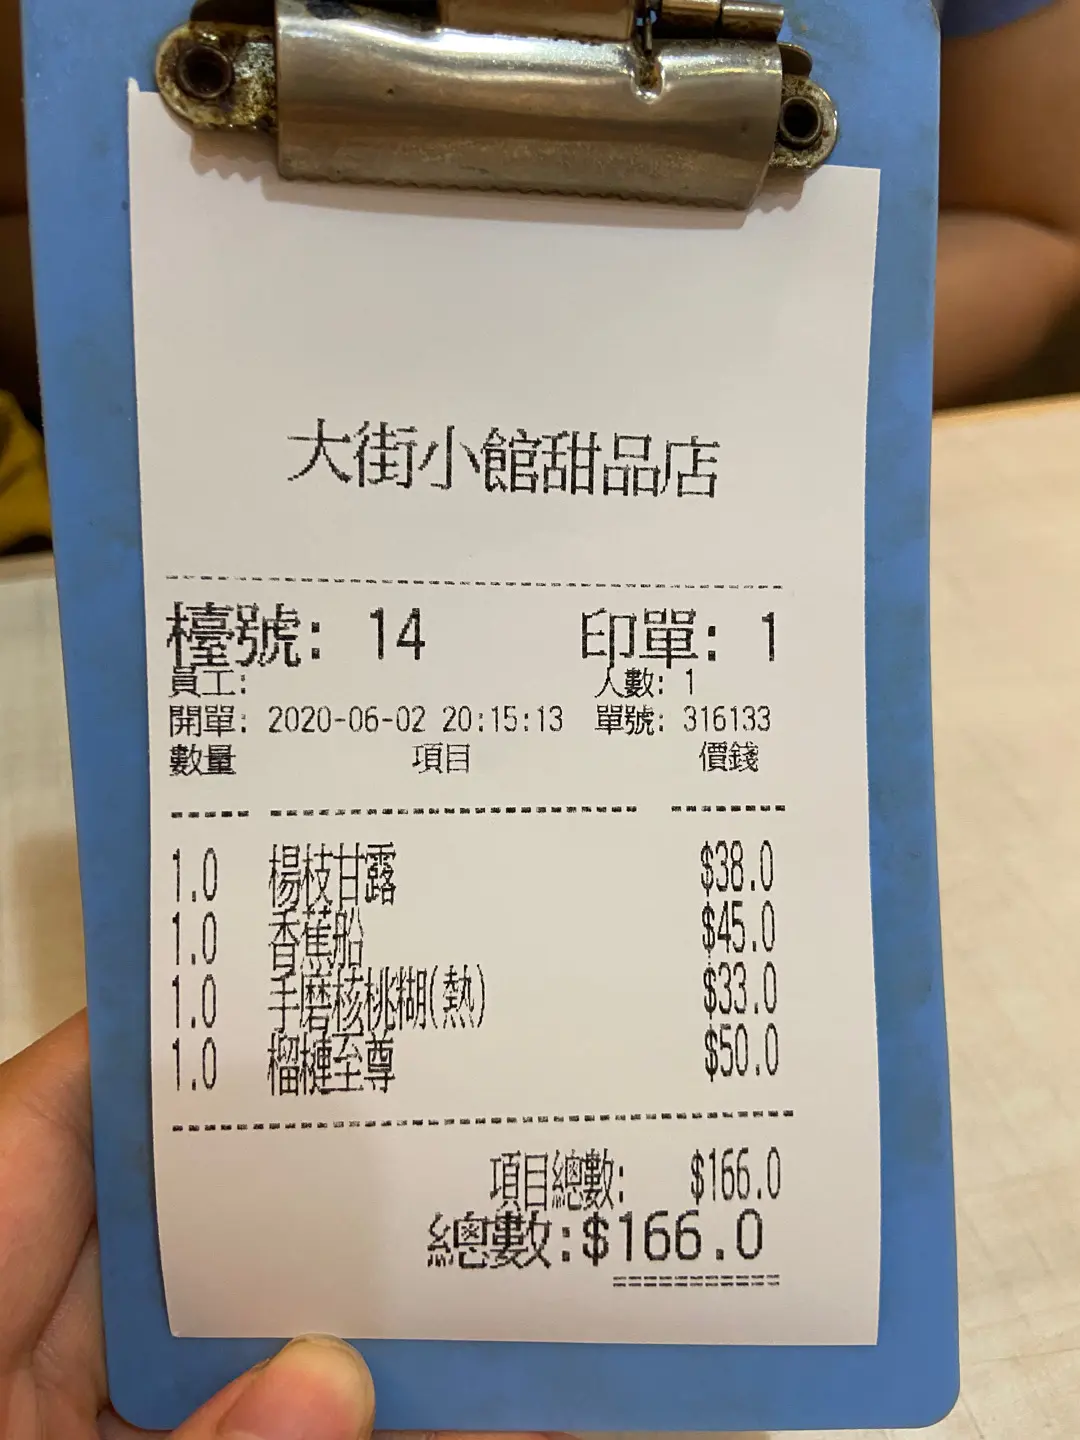 大街小館甜品店
檯號: 14 印單: 1
員工: 人數: 1
開單: 2020-06-02 20:15:13 單號: 316133
數量 項目 價錢
1.0 楊枝甘露 $38.0
1.0 香蕉船 $45.0
1.0 手磨核桃糊(熱) $33.0
1.0 榴槤至尊 $50.0
項目總數: $166.0
總數:$166.0